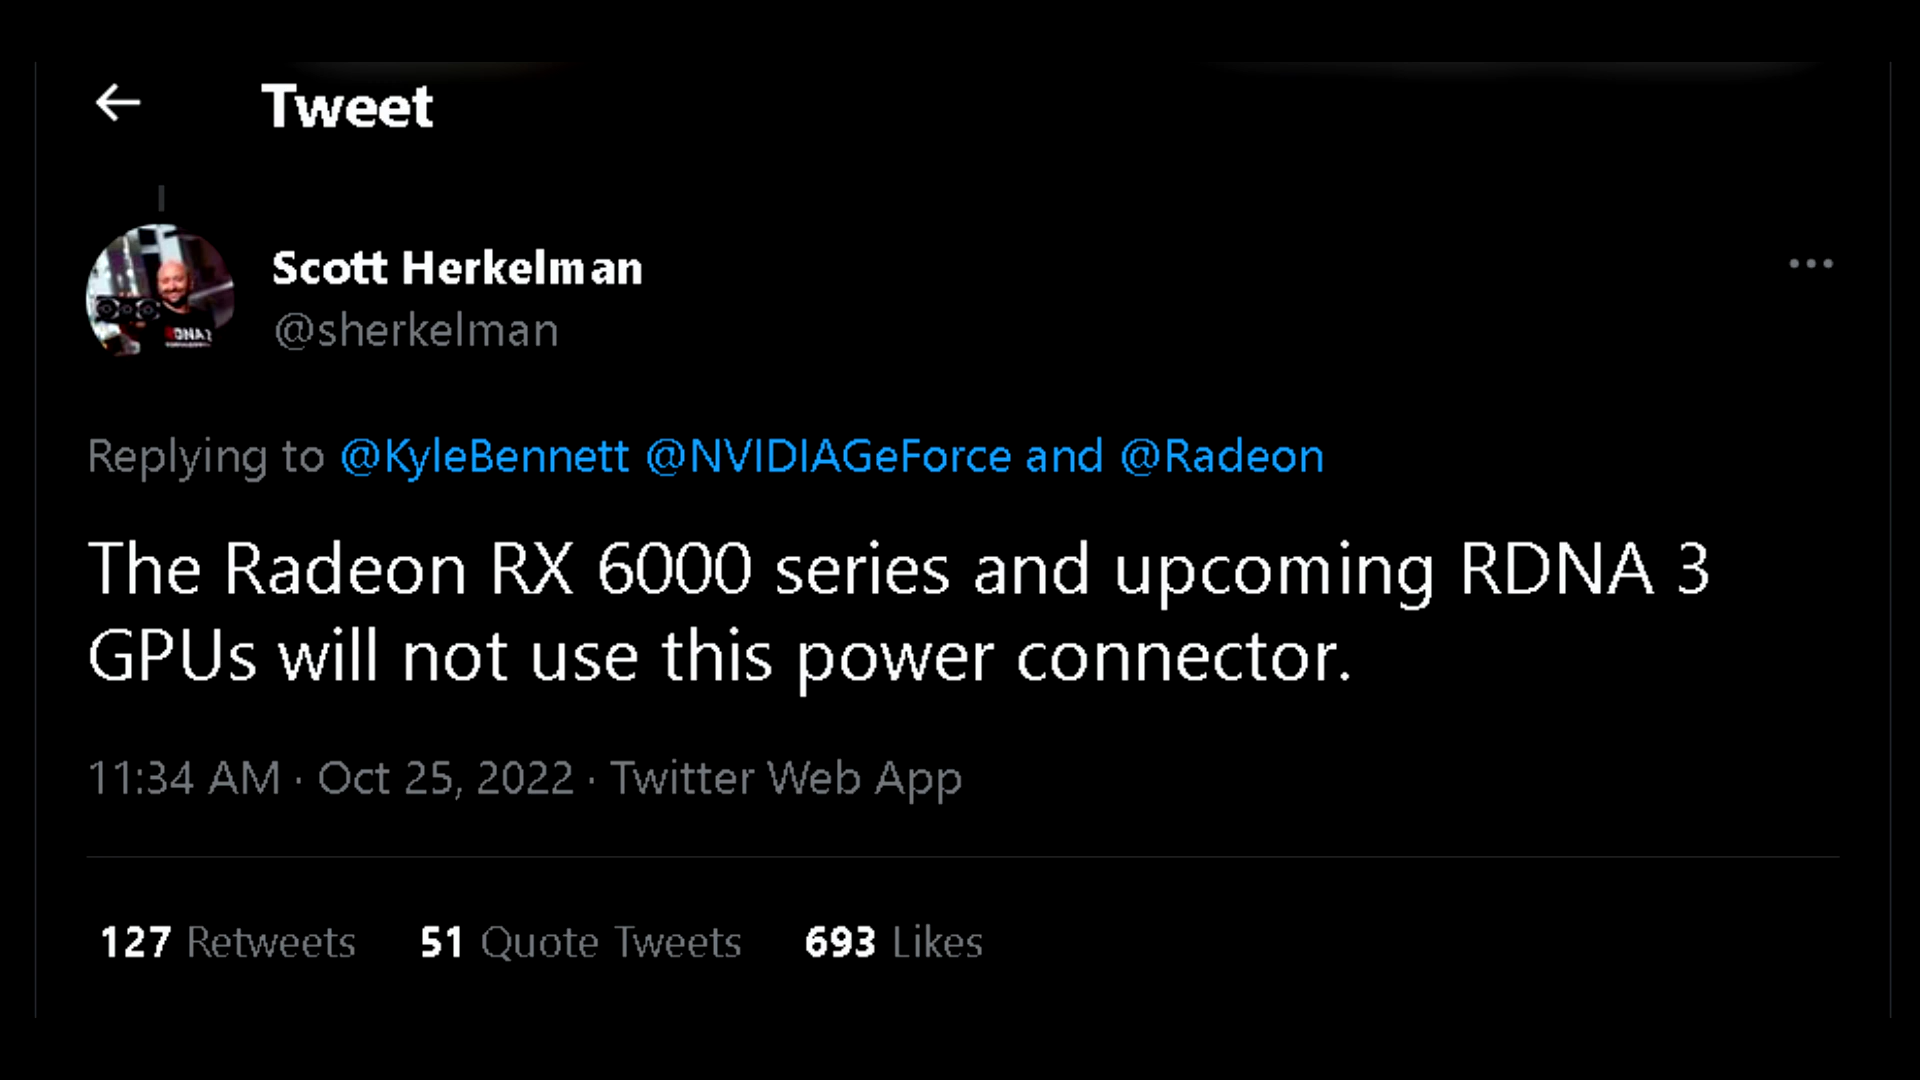 Tweet
Scott Herkelman
@sherkelman
Replying to @KyleBennett @NVIDIAGeForce and @Radeon
The Radeon RX 6000 series and upcoming RDNA 3
GPUs will not use this power connector.
11:34 AM · Oct 25, 2022 · Twitter Web App
127 Retweets 51 Quote Tweets 693 Likes